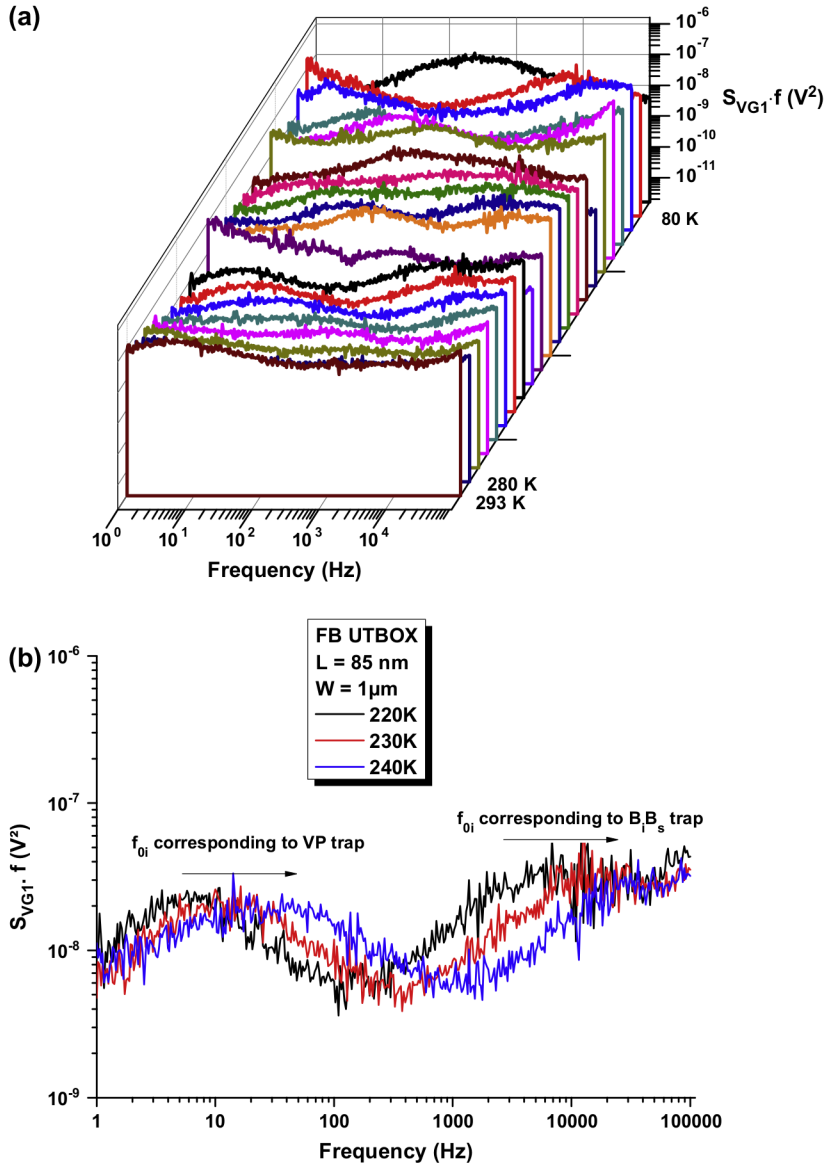 (a)
10⁻⁶
10⁻⁷
10⁻⁸
10⁻⁹
10⁻¹⁰
10⁻¹¹
S_VG1·f (V²)
80 K
280 K
293 K
10⁰ 10¹ 10² 10³ 10⁴
Frequency (Hz)
(b)
FB UTBOX
L = 85 nm
W = 1µm
220K
230K
240K
10⁻⁶
10⁻⁷
10⁻⁸
10⁻⁹
f₀ᵢ corresponding to VP trap
f₀ᵢ corresponding to BᵢBₛ trap
S_VG1. f (V²)
1 10 100 1000 10000 100000
Frequency (Hz)